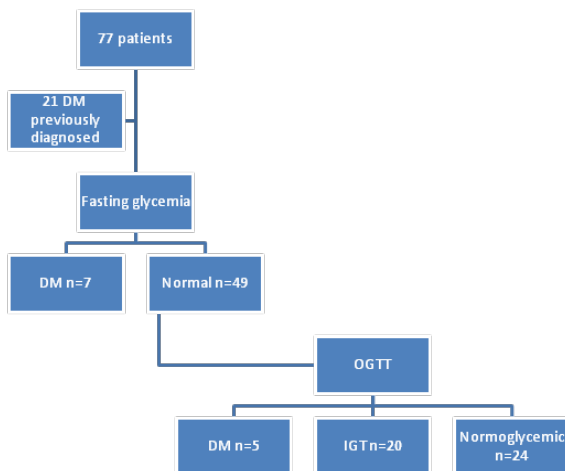 77 patients
21 DM
previously
diagnosed
Fasting glycemia
DM n=7
Normal n=49
OGTT
DM n=5
IGT n=20
Normoglycemic
n=24